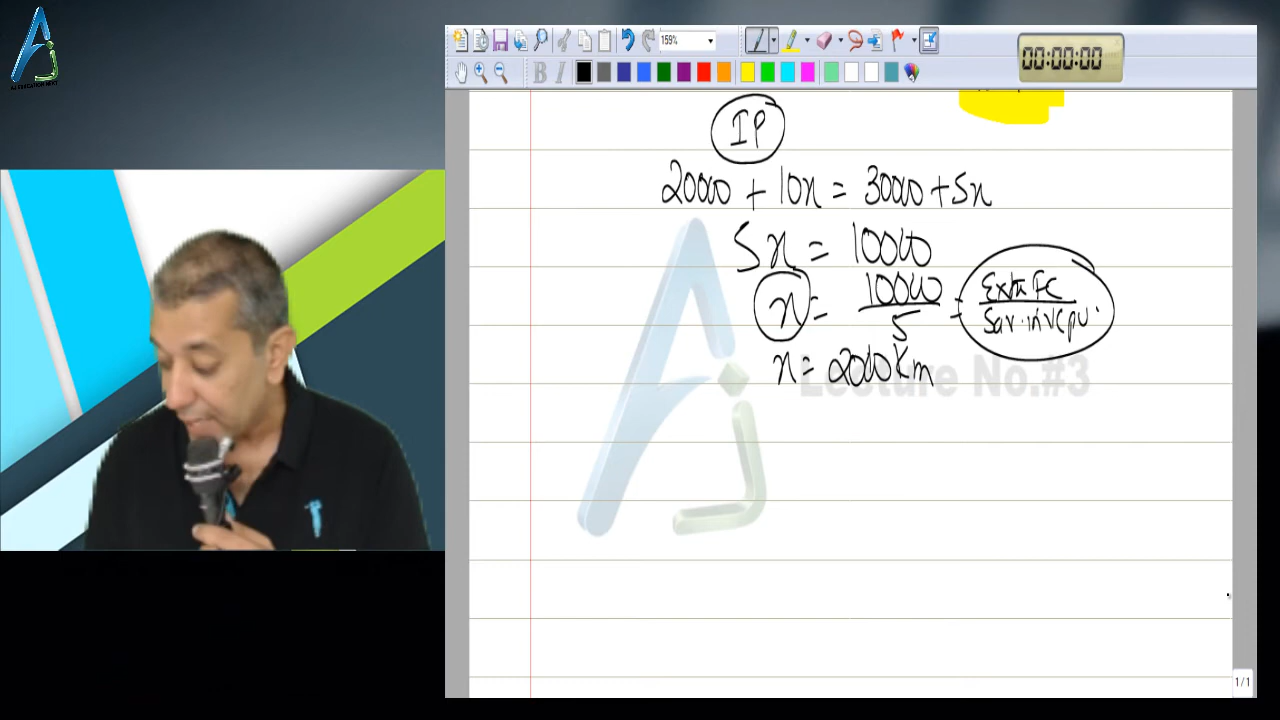 159%
00:00:00
IP
20000 + 10x = 30000 + 5x
5x = 10000
x = 10000/5 = Extra FC/Sav. in VC pu.
x = 2000 Km
Lecture No.#3
1/1